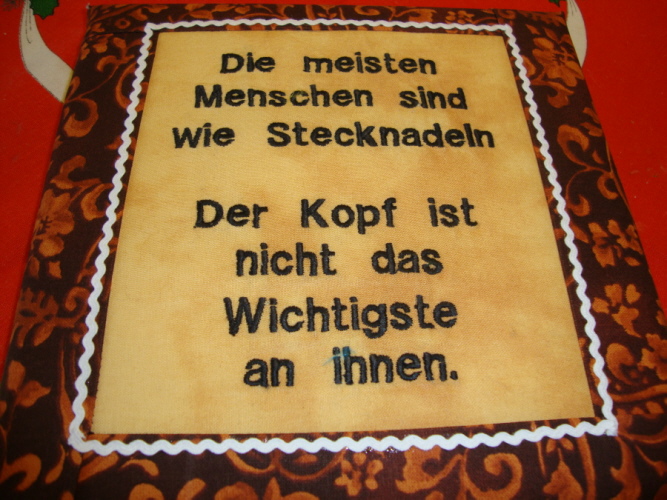 Die meisten
Menschen sind
wie Stecknadeln
Der Kopf ist
nicht das
Wichtigste
an ihnen.